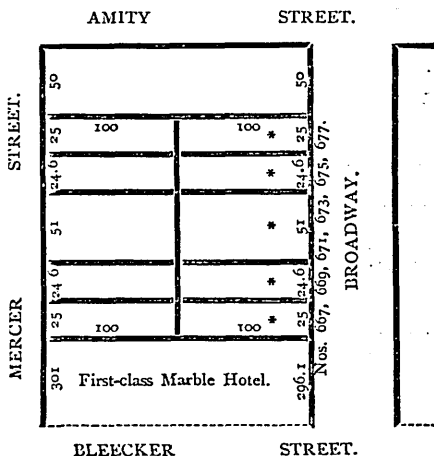 AMITY STREET.
50 50
25 100 100 25
*
24.6 24.6
*
51 51
*
24.6 24.6
*
25 100 100 25
*
301 First-class Marble Hotel. 296.1
MERCER STREET.
Nos. 667, 669, 671, 673, 675, 677.
BROADWAY.
BLEECKER STREET.